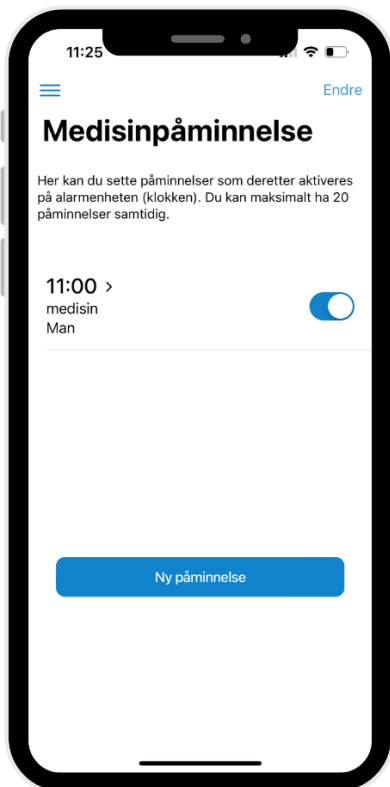 11:25
Endre
Medisinpåminnelse
Her kan du sette påminnelser som deretter aktiveres
på alarmenheten (klokken). Du kan maksimalt ha 20
påminnelser samtidig.
11:00 >
medisin
Man
Ny påminnelse